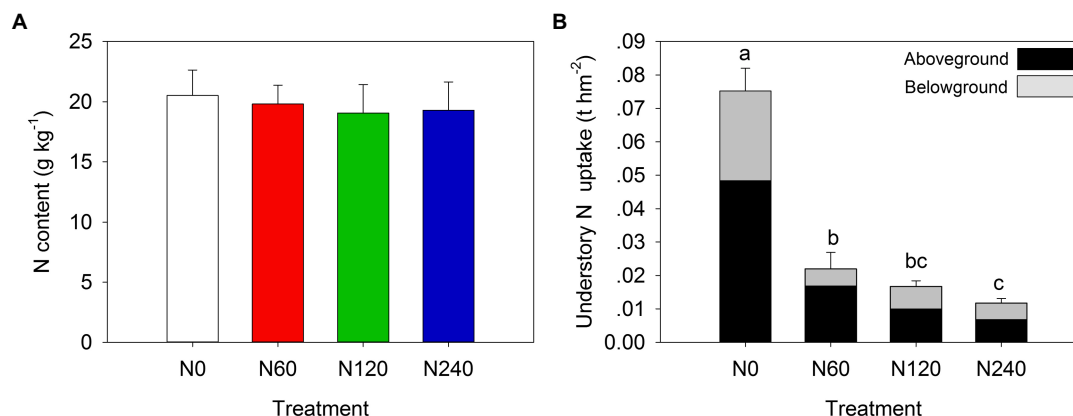 A
N content (g kg⁻¹)
25
20
15
10
5
0
N0 N60 N120 N240
Treatment
B
Understory N uptake (t hm⁻²)
.09
.08
.07
.06
.05
.04
.03
.02
.01
0.00
a
b
bc
c
Aboveground
Belowground
N0 N60 N120 N240
Treatment